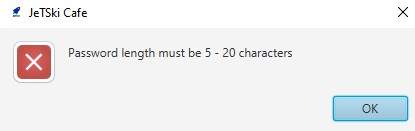 JeTSki Cafe
Password length must be 5 - 20 characters
OK